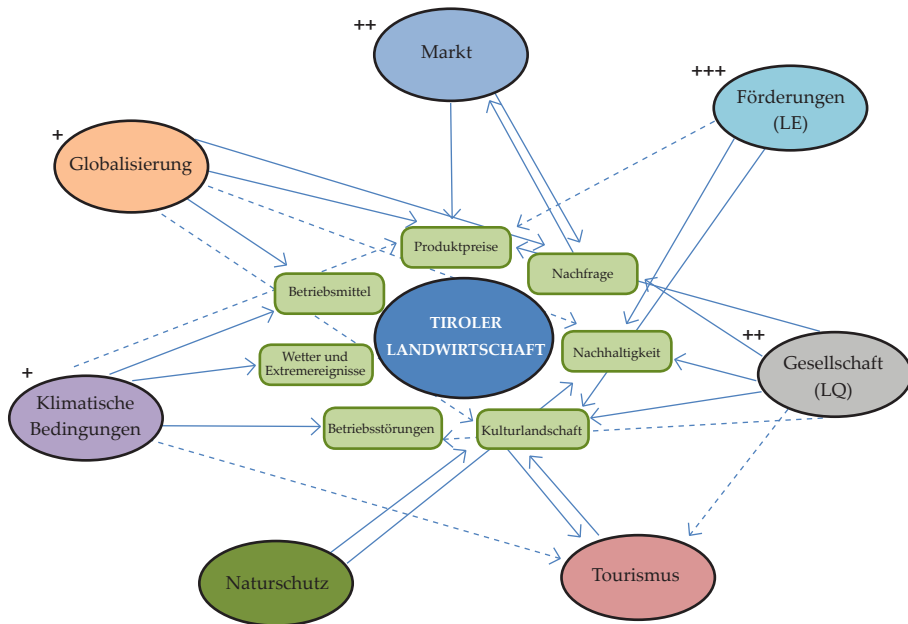 ++
Markt
+++
Förderungen
(LE)
+
Globalisierung
Produktpreise
Nachfrage
Betriebsmittel
TIROLER
LANDWIRTSCHAFT
Nachhaltigkeit
++
Gesellschaft
(LQ)
Wetter und
Extremereignisse
+
Klimatische
Bedingungen
Betriebsstörungen
Kulturlandschaft
Naturschutz
Tourismus